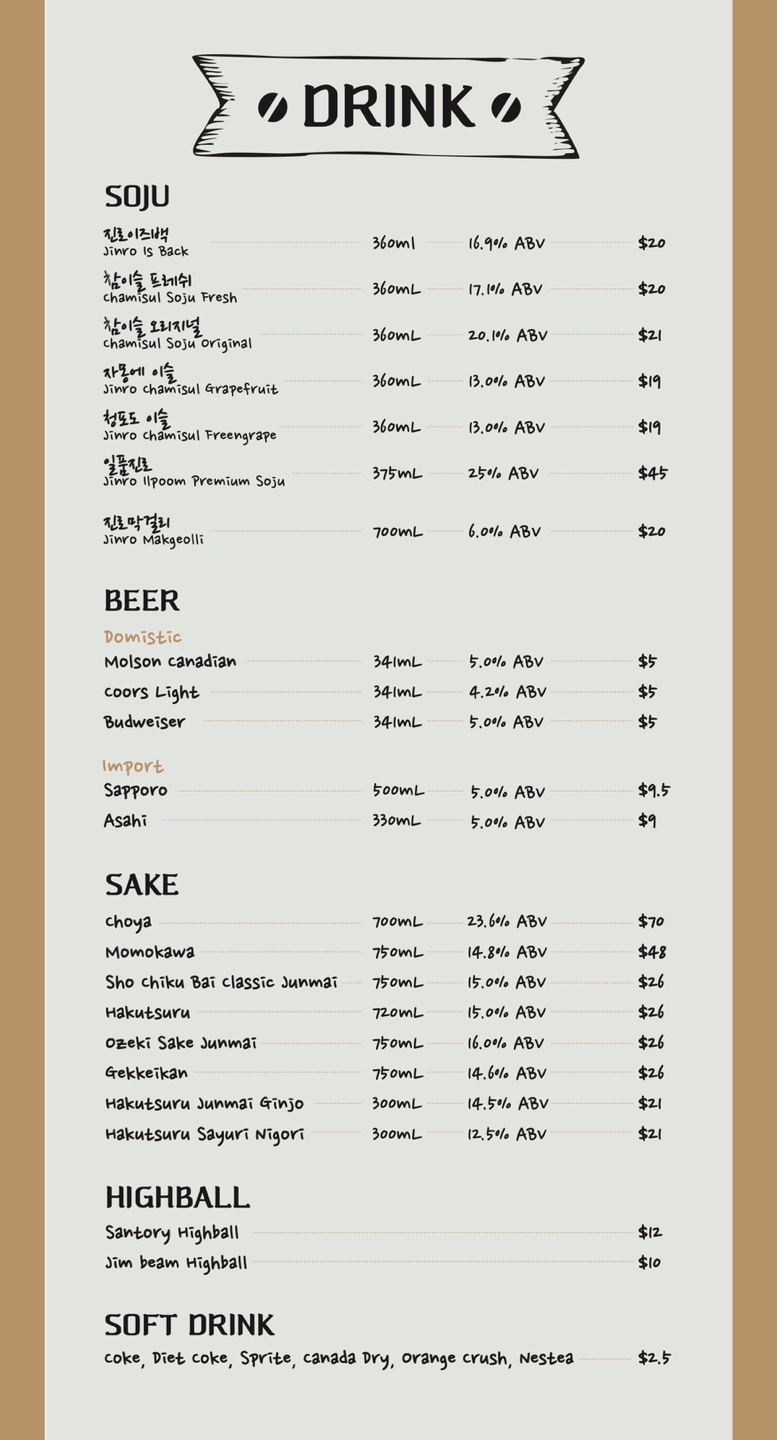 DRINK
SOJU
진로이즈백
Jinro Is Back 360ml 16.9% ABV $20
참이슬 프레쉬
Chamisul Soju Fresh 360mL 17.1% ABV $20
참이슬 오리지널
Chamisul Soju Original 360mL 20.1% ABV $21
자몽에 이슬
Jinro Chamisul Grapefruit 360mL 13.0% ABV $19
청포도 이슬
Jinro Chamisul Freengrape 360mL 13.0% ABV $19
일품진로
Jinro Ilpoom Premium Soju 375mL 25% ABV $45
진로막걸리
Jinro Makgeolli 700mL 6.0% ABV $20
BEER
Domistic
Molson Canadian 341mL 5.0% ABV $5
Coors Light 341mL 4.2% ABV $5
Budweiser 341mL 5.0% ABV $5
Import
Sapporo 500mL 5.0% ABV $9.5
Asahi 330mL 5.0% ABV $9
SAKE
Choya 700mL 23.6% ABV $70
Momokawa 750mL 14.8% ABV $48
Sho Chiku Bai Classic Junmai 750mL 15.0% ABV $26
Hakutsuru 720mL 15.0% ABV $26
Ozeki Sake Junmai 750mL 16.0% ABV $26
Gekkeikan 750mL 14.6% ABV $26
Hakutsuru Junmai Ginjo 300mL 14.5% ABV $21
Hakutsuru Sayuri Nigori 300mL 12.5% ABV $21
HIGHBALL
Santory Highball $12
Jim beam Highball $10
SOFT DRINK
Coke, Diet Coke, Sprite, Canada Dry, Orange Crush, Nestea $2.5